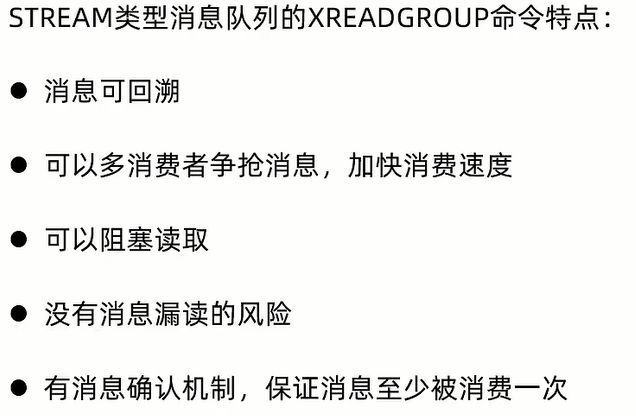 STREAM类型消息队列的XREADGROUP命令特点：
● 消息可回溯
● 可以多消费者争抢消息，加快消费速度
● 可以阻塞读取
● 没有消息漏读的风险
● 有消息确认机制，保证消息至少被消费一次